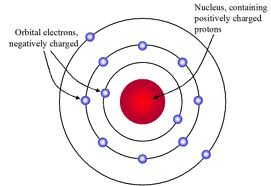 Nucleus, containing
positively charged
protons
Orbital electrons,
negatively charged